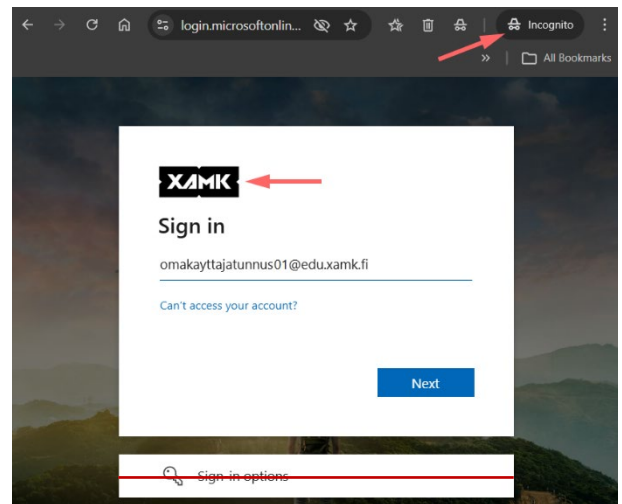 login.microsoftonlin...
Incognito
» All Bookmarks
XAMK
Sign in
omakayttajatunnus01@edu.xamk.fi
Can't access your account?
Next
Sign-in options